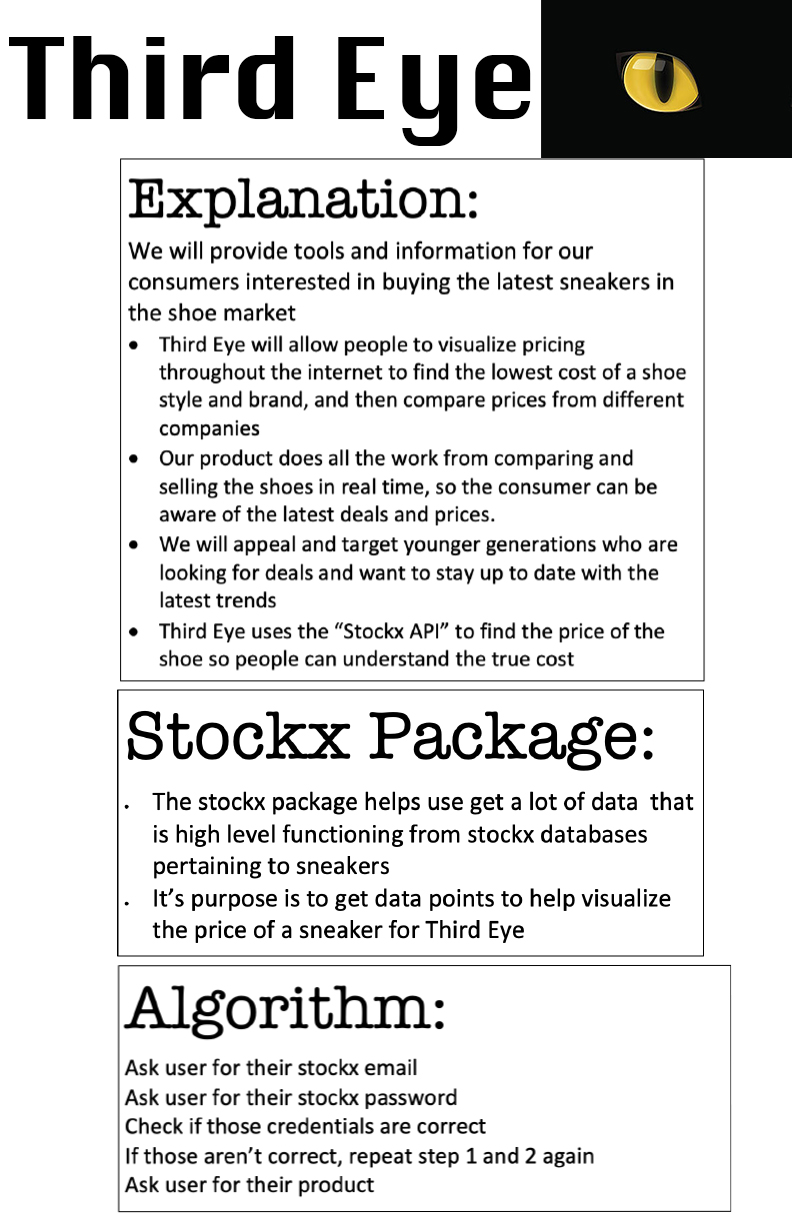 Third Eye
Explanation:
We will provide tools and information for our
consumers interested in buying the latest sneakers in
the shoe market
• Third Eye will allow people to visualize pricing
throughout the internet to find the lowest cost of a shoe
style and brand, and then compare prices from different
companies
• Our product does all the work from comparing and
selling the shoes in real time, so the consumer can be
aware of the latest deals and prices.
• We will appeal and target younger generations who are
looking for deals and want to stay up to date with the
latest trends
• Third Eye uses the “Stockx API” to find the price of the
shoe so people can understand the true cost
Stockx Package:
. The stockx package helps use get a lot of data  that
is high level functioning from stockx databases
pertaining to sneakers
. It’s purpose is to get data points to help visualize
the price of a sneaker for Third Eye
Algorithm:
Ask user for their stockx email
Ask user for their stockx password
Check if those credentials are correct
If those aren’t correct, repeat step 1 and 2 again
Ask user for their product